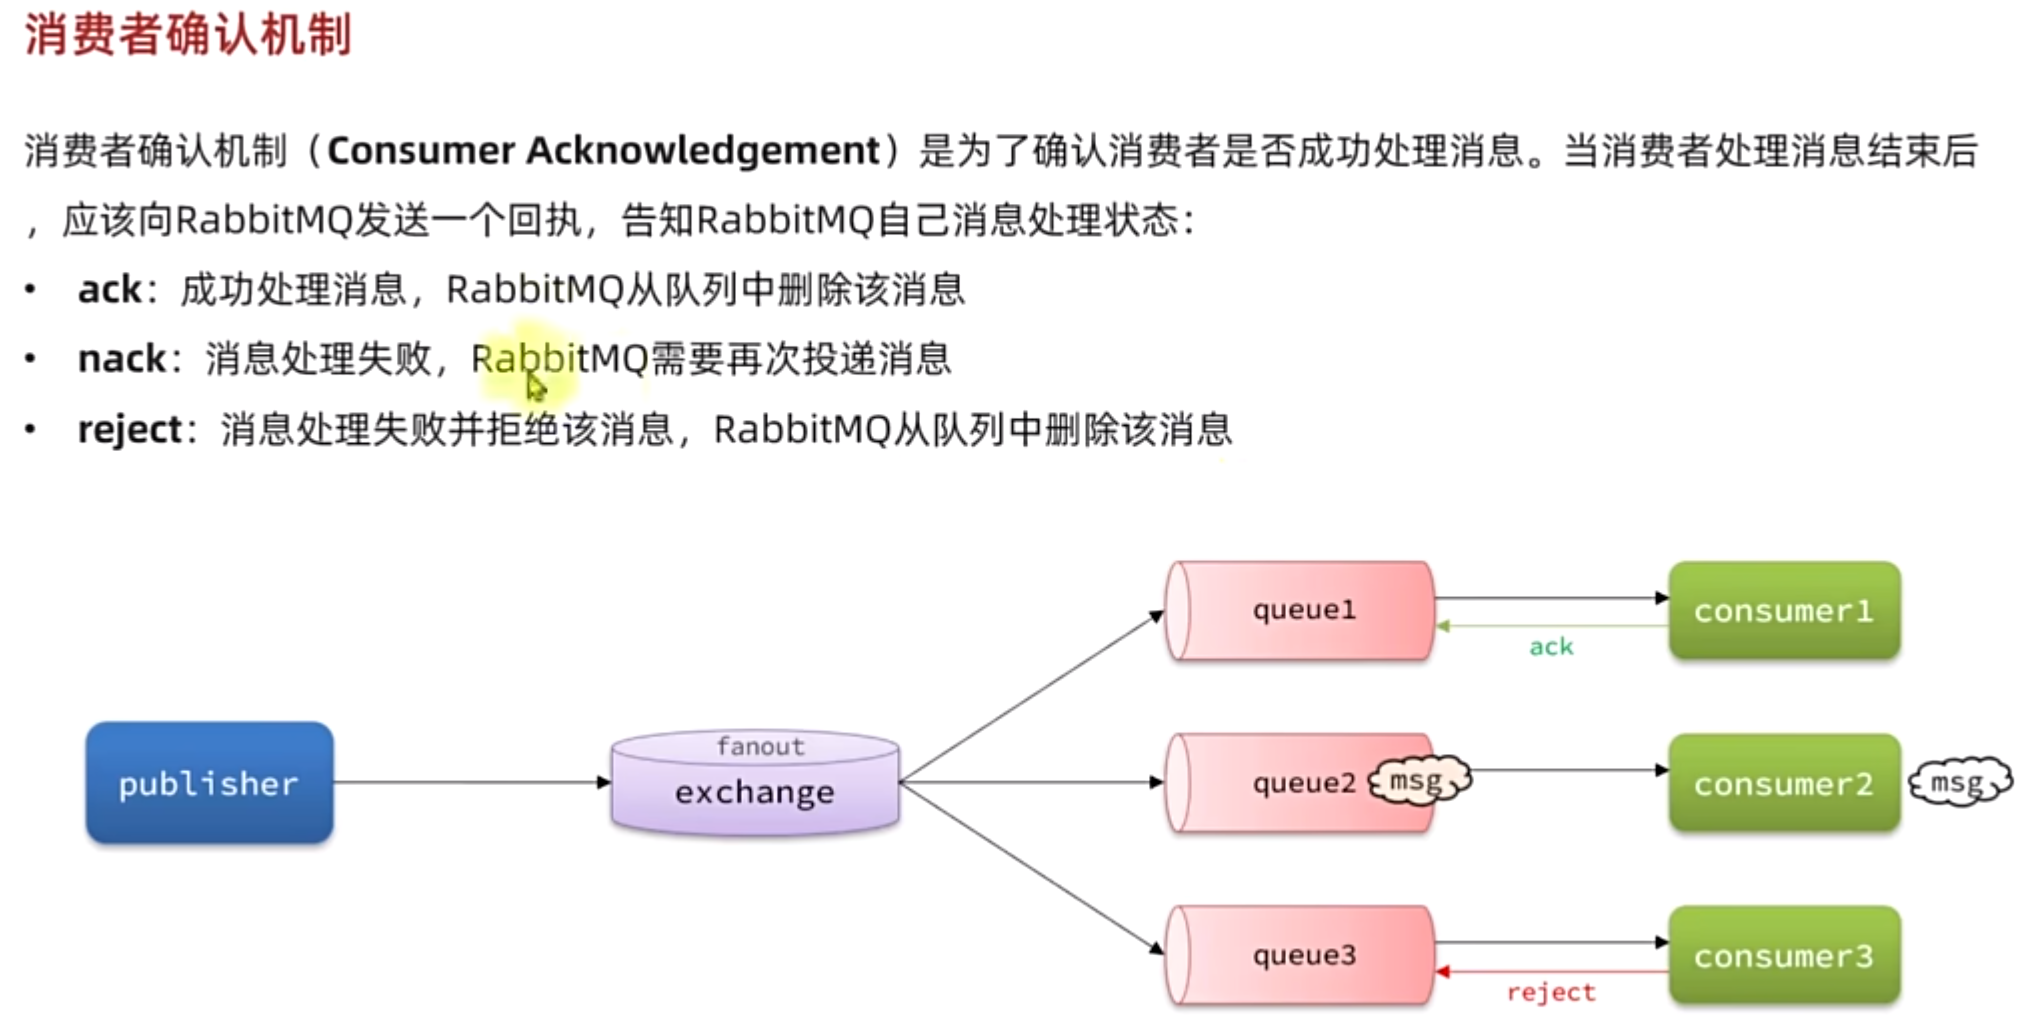 消费者确认机制
消费者确认机制（Consumer Acknowledgement）是为了确认消费者是否成功处理消息。当消费者处理消息结束后
，应该向RabbitMQ发送一个回执，告知RabbitMQ自己消息处理状态：
• ack：成功处理消息，RabbitMQ从队列中删除该消息
• nack：消息处理失败，RabbitMQ需要再次投递消息
• reject：消息处理失败并拒绝该消息，RabbitMQ从队列中删除该消息
queue1
consumer1
ack
publisher
fanout
exchange
queue2
msg
consumer2
msg
queue3
consumer3
reject